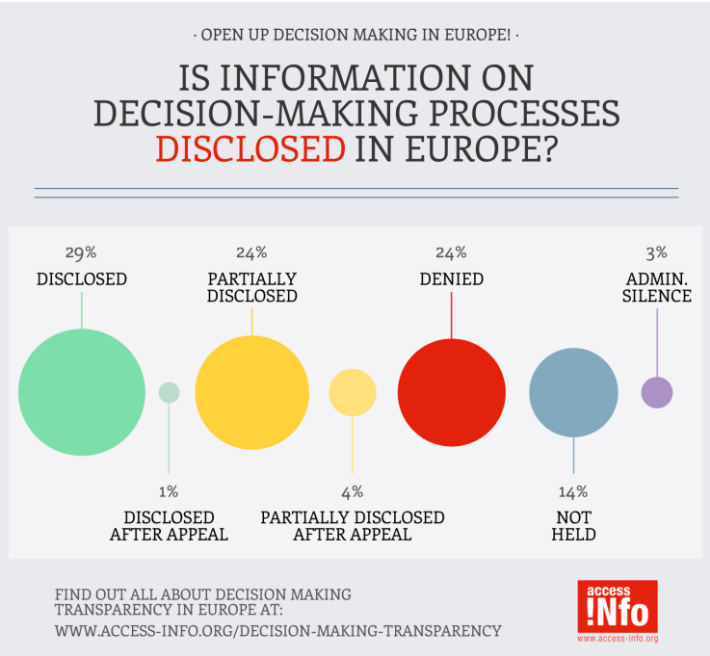 · OPEN UP DECISION MAKING IN EUROPE! ·
IS INFORMATION ON
DECISION-MAKING PROCESSES
DISCLOSED IN EUROPE?
29%
DISCLOSED
24%
PARTIALLY
DISCLOSED
24%
DENIED
3%
ADMIN.
SILENCE
1%
DISCLOSED
AFTER APPEAL
4%
PARTIALLY DISCLOSED
AFTER APPEAL
14%
NOT
HELD
FIND OUT ALL ABOUT DECISION MAKING
TRANSPARENCY IN EUROPE AT:
WWW.ACCESS-INFO.ORG/DECISION-MAKING-TRANSPARENCY
access
!Nfo
www.access-info.org